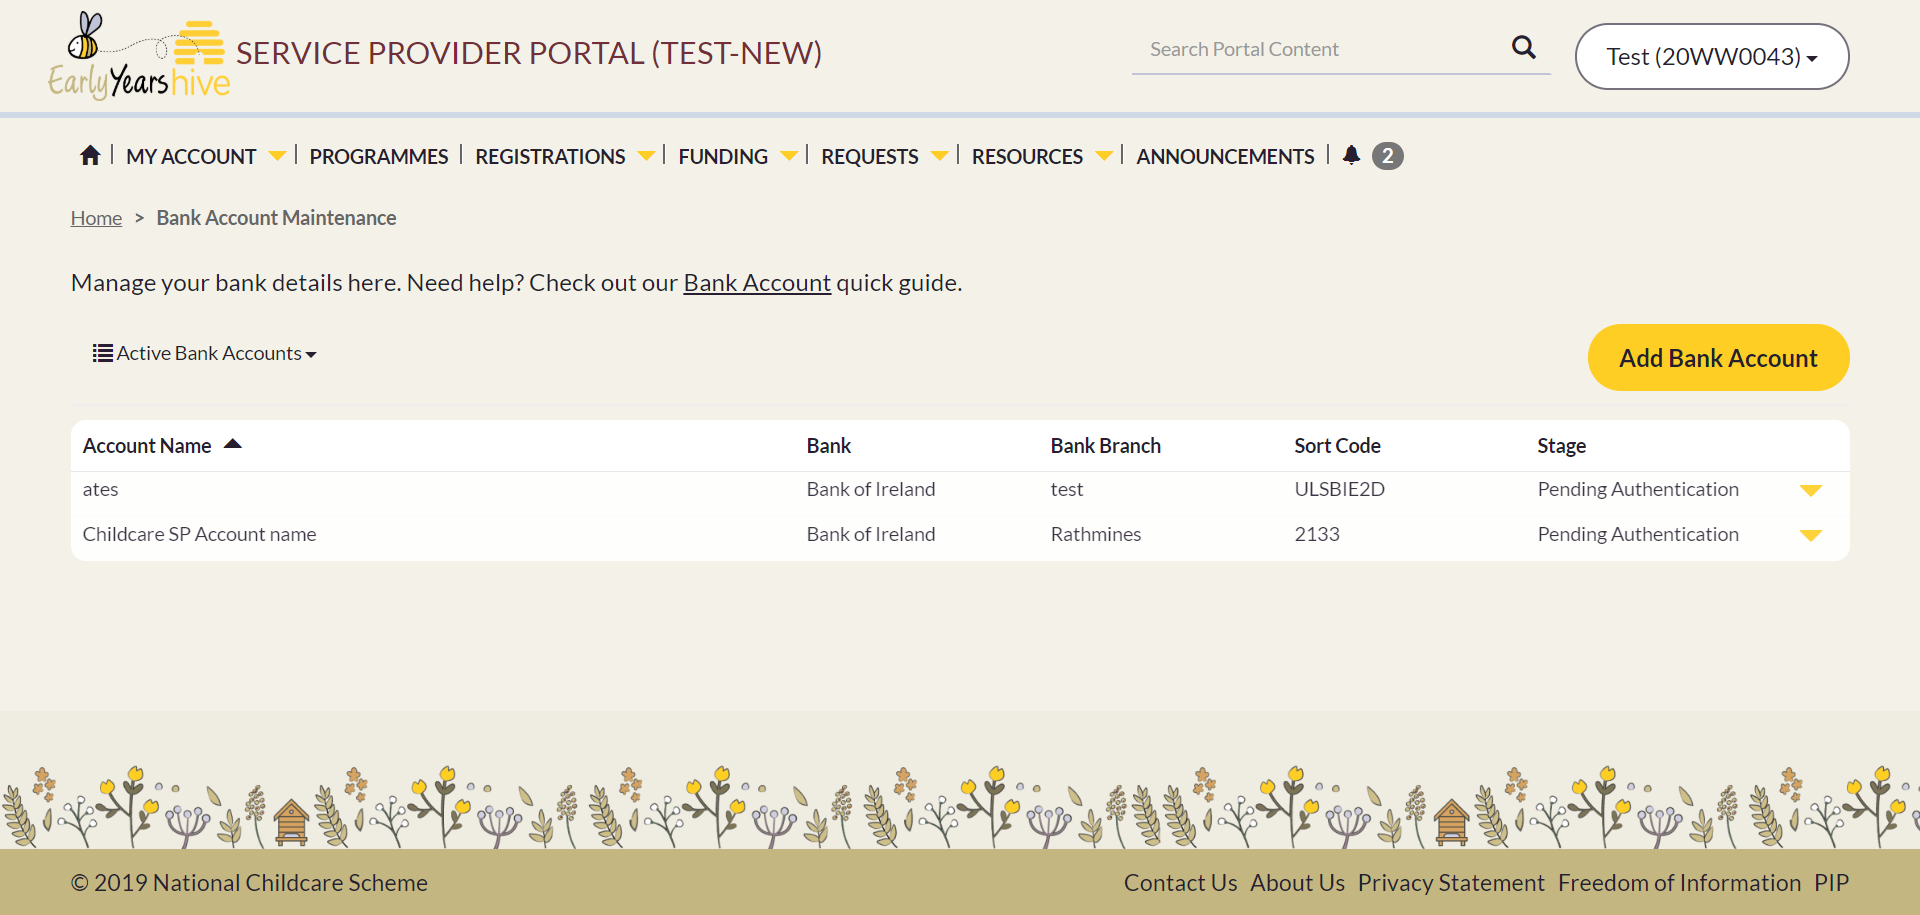 Early Years hive
SERVICE PROVIDER PORTAL (TEST-NEW)
Search Portal Content
Test (20WW0043)
MY ACCOUNT | PROGRAMMES | REGISTRATIONS | FUNDING | REQUESTS | RESOURCES | ANNOUNCEMENTS | 2
Home > Bank Account Maintenance
Manage your bank details here. Need help? Check out our Bank Account quick guide.
Active Bank Accounts
Add Bank Account
Account Name Bank Bank Branch Sort Code Stage
ates Bank of Ireland test ULSBIE2D Pending Authentication
Childcare SP Account name Bank of Ireland Rathmines 2133 Pending Authentication
© 2019 National Childcare Scheme Contact Us About Us Privacy Statement Freedom of Information PIP